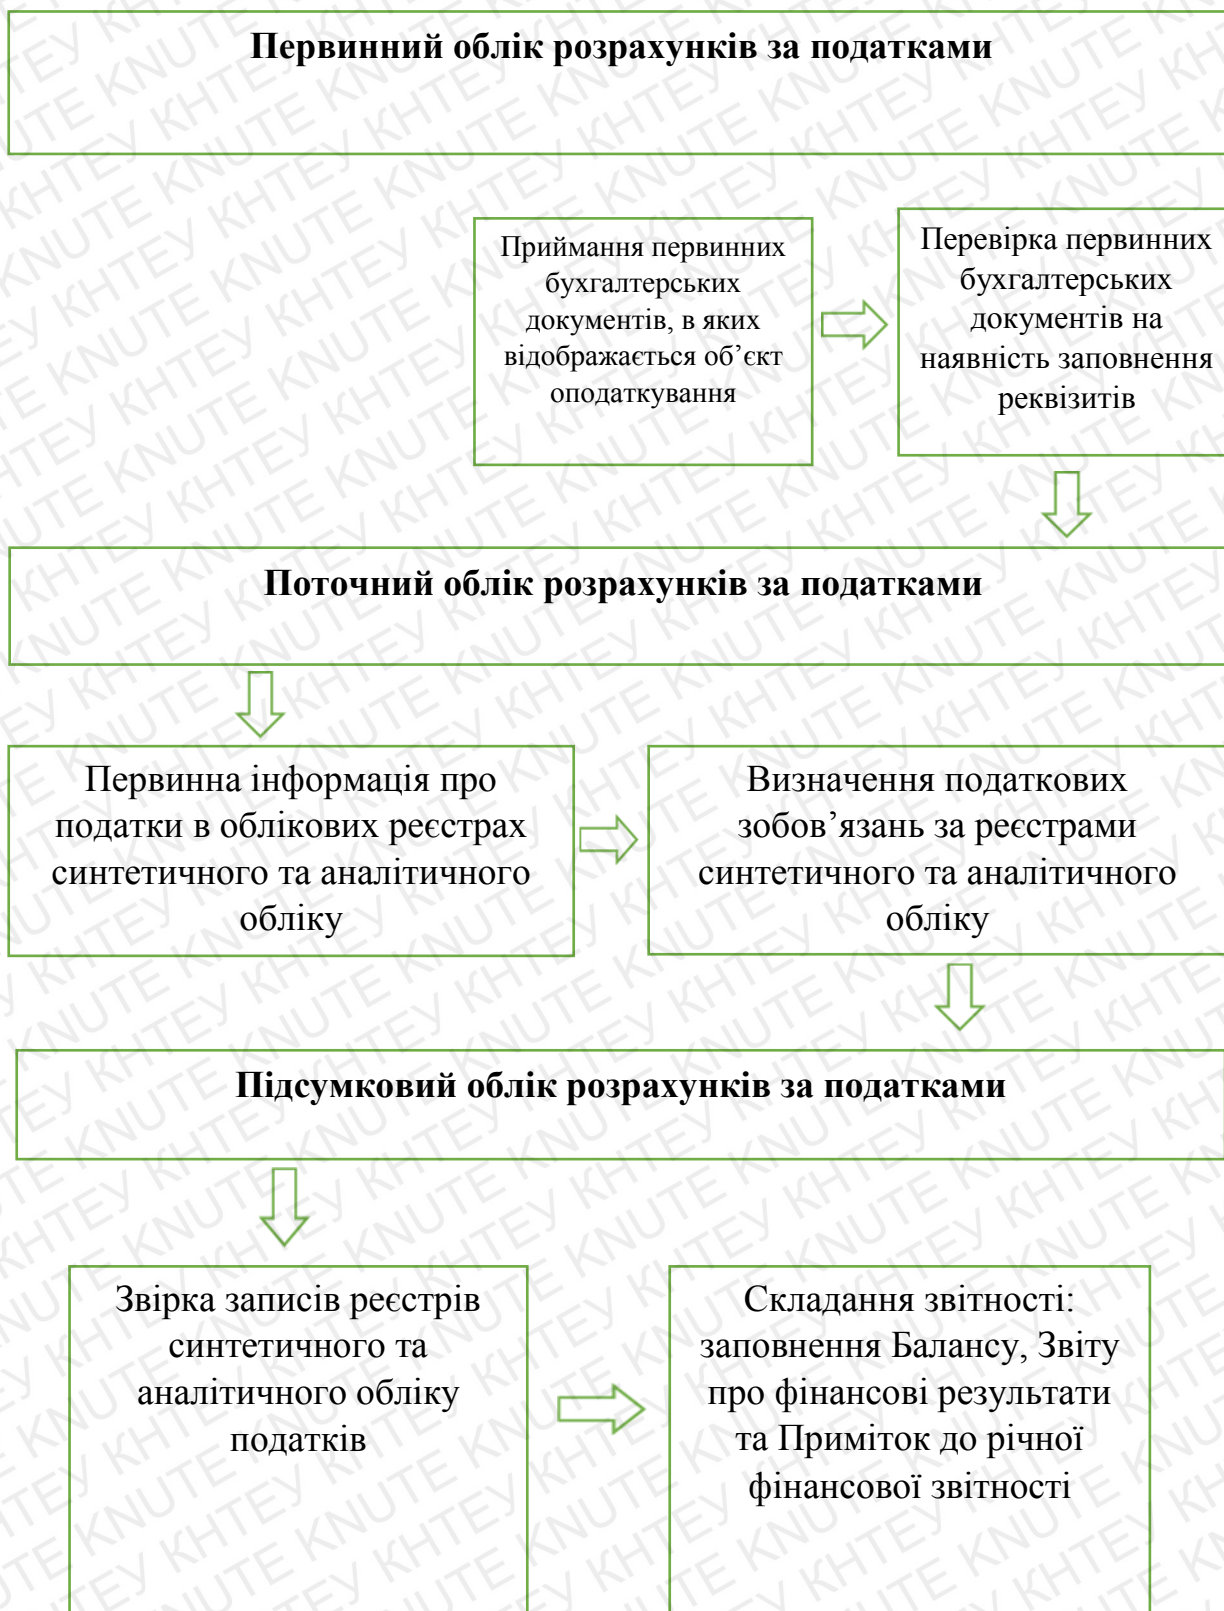 Первинний облік розрахунків за податками
Приймання первинних
бухгалтерських
документів, в яких
відображається об’єкт
оподаткування
Перевірка первинних
бухгалтерських
документів на
наявність заповнення
реквізитів
Поточний облік розрахунків за податками
Первинна інформація про
податки в облікових реєстрах
синтетичного та аналітичного
обліку
Визначення податкових
зобов’язань за реєстрами
синтетичного та аналітичного
обліку
Підсумковий облік розрахунків за податками
Звірка записів реєстрів
синтетичного та
аналітичного обліку
податків
Складання звітності:
заповнення Балансу, Звіту
про фінансові результати
та Приміток до річної
фінансової звітності